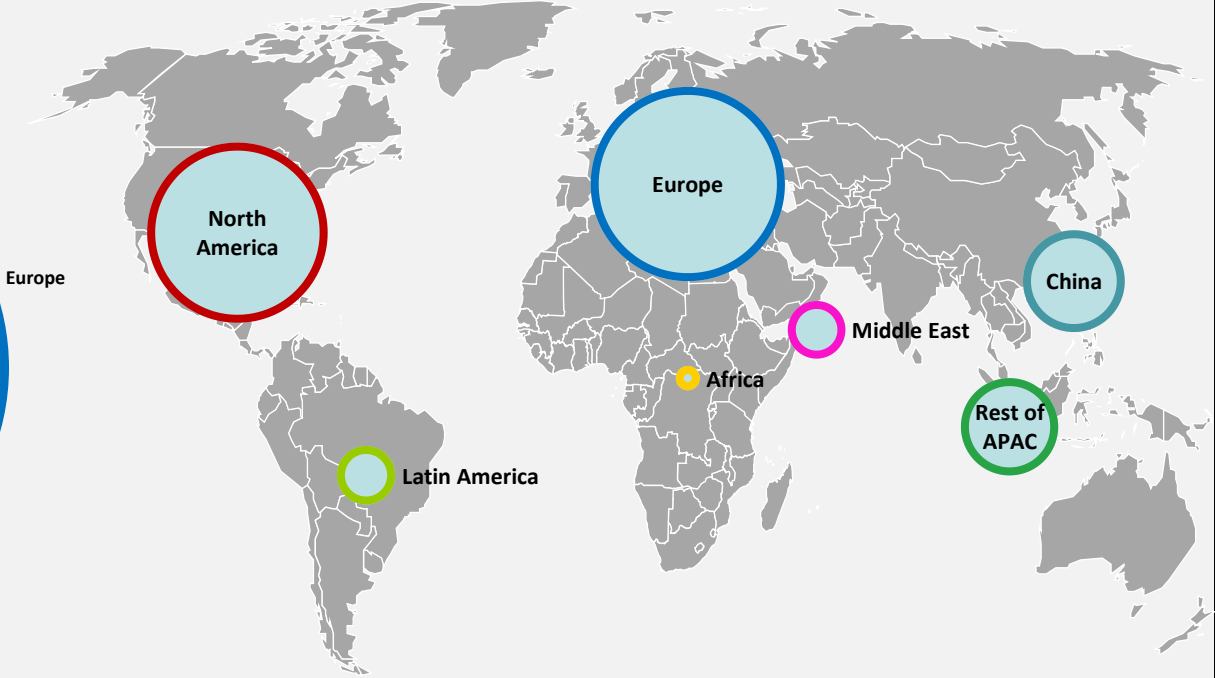 Europe
North
America
Europe
China
Middle East
Africa
Rest of
APAC
Latin America